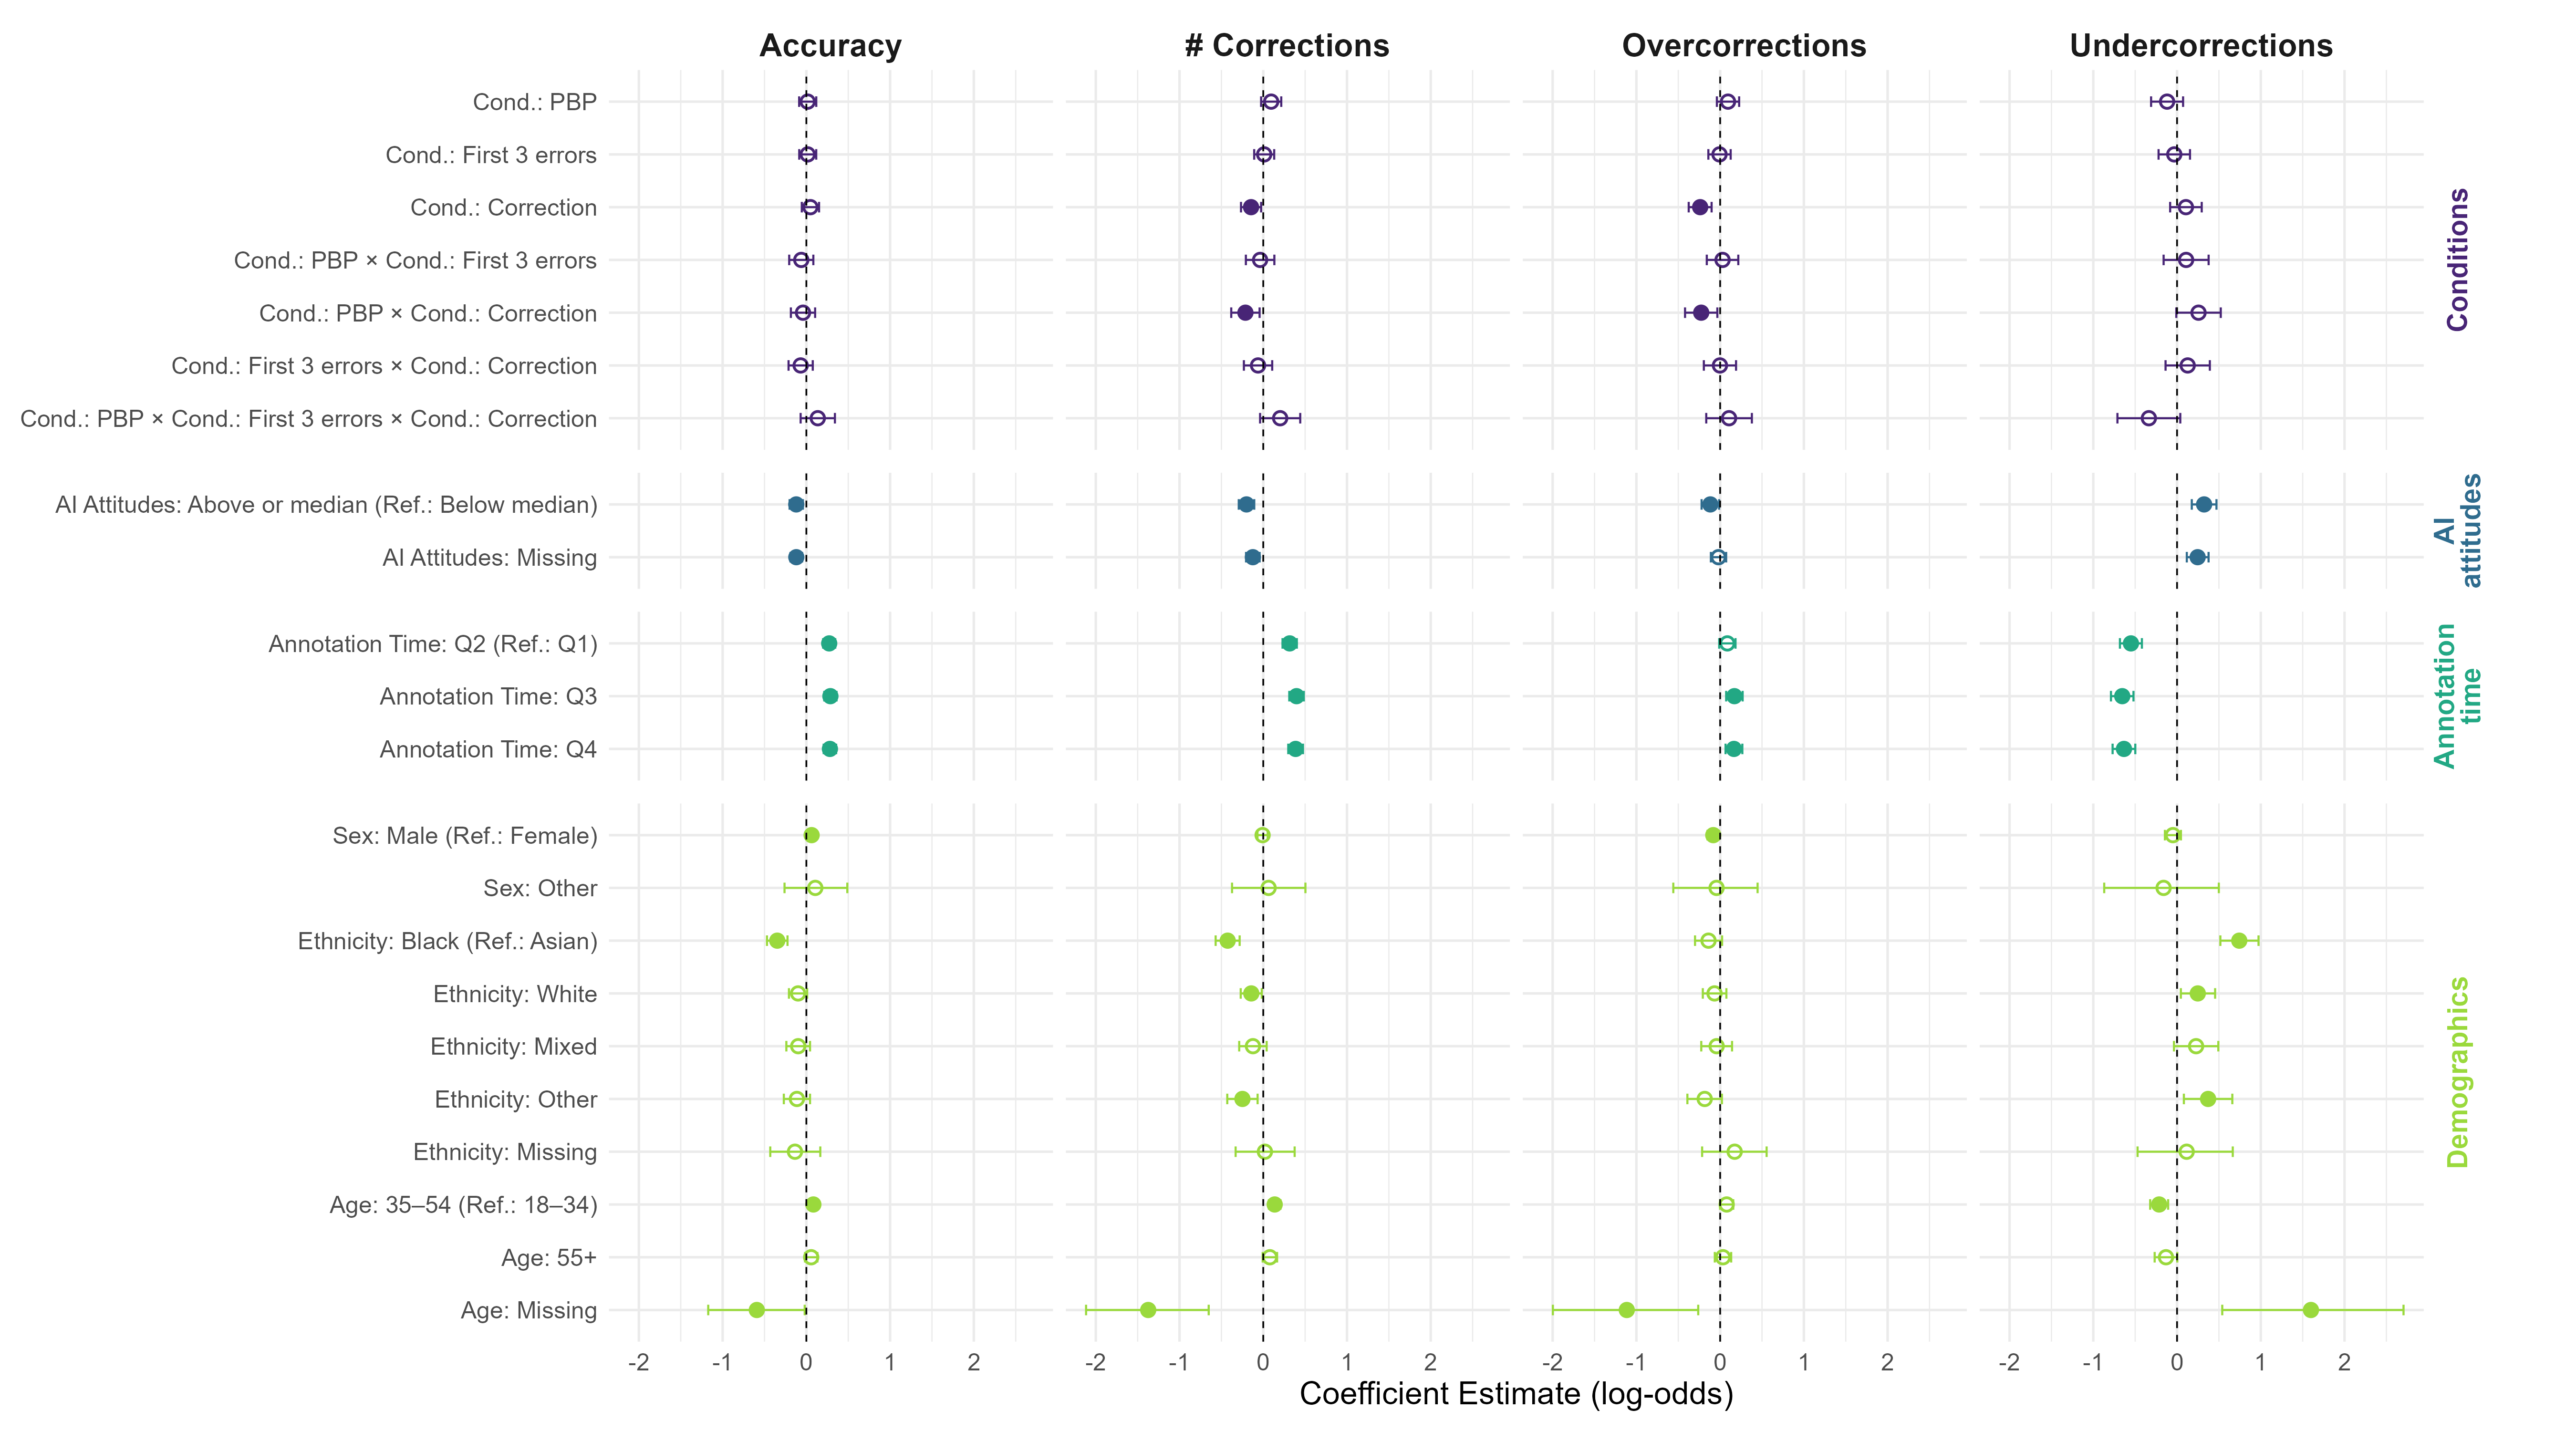 Accuracy
# Corrections
Overcorrections
Undercorrections
Cond.: PBP
Cond.: First 3 errors
Cond.: Correction
Cond.: PBP × Cond.: First 3 errors
Cond.: PBP × Cond.: Correction
Cond.: First 3 errors × Cond.: Correction
Cond.: PBP × Cond.: First 3 errors × Cond.: Correction
Conditions
AI Attitudes: Above or median (Ref.: Below median)
AI Attitudes: Missing
AI
attitudes
Annotation Time: Q2 (Ref.: Q1)
Annotation Time: Q3
Annotation Time: Q4
Annotation
time
Sex: Male (Ref.: Female)
Sex: Other
Ethnicity: Black (Ref.: Asian)
Ethnicity: White
Ethnicity: Mixed
Ethnicity: Other
Ethnicity: Missing
Age: 35–54 (Ref.: 18–34)
Age: 55+
Age: Missing
Demographics
-2 -1 0 1 2
-2 -1 0 1 2
-2 -1 0 1 2
-2 -1 0 1 2
Coefficient Estimate (log-odds)